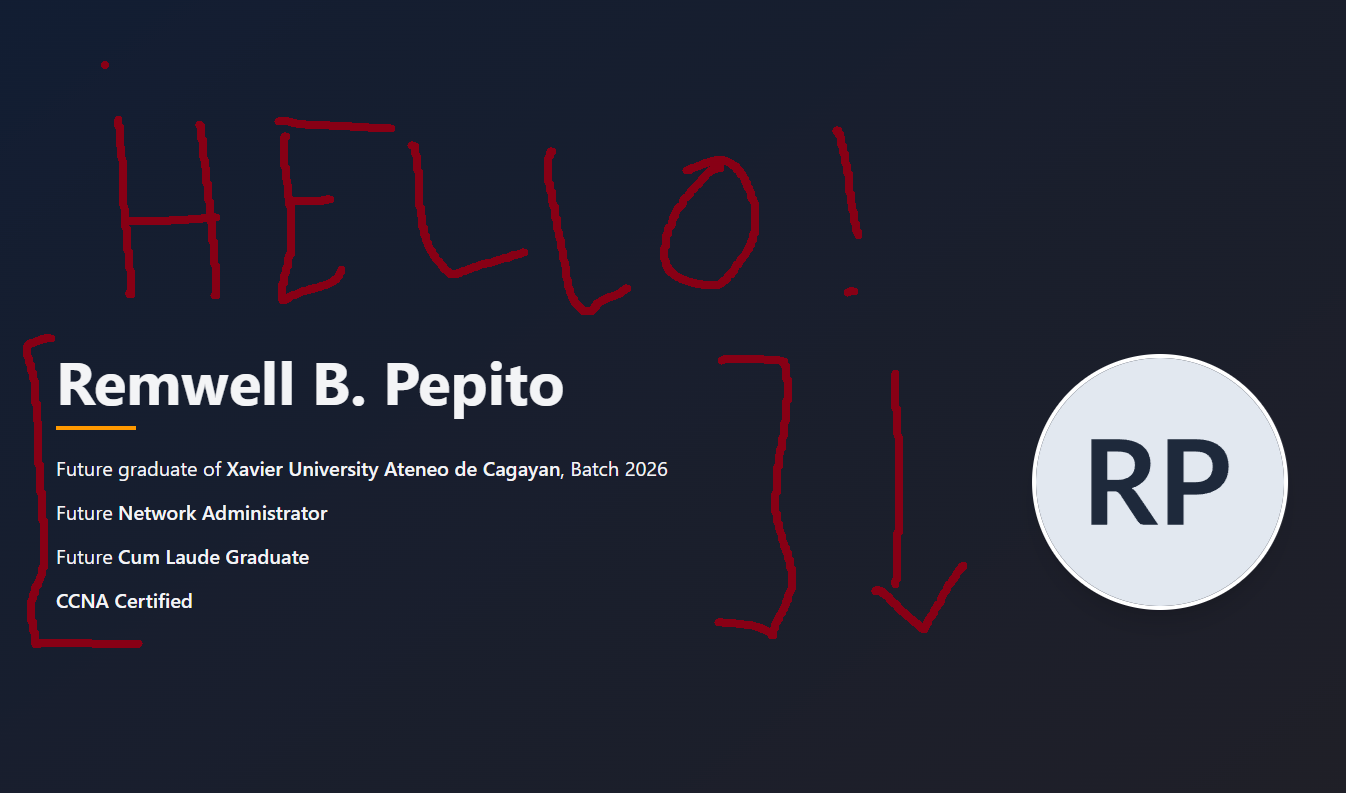 HELLO!
Remwell B. Pepito
Future graduate of Xavier University Ateneo de Cagayan, Batch 2026
Future Network Administrator
Future Cum Laude Graduate
CCNA Certified
RP